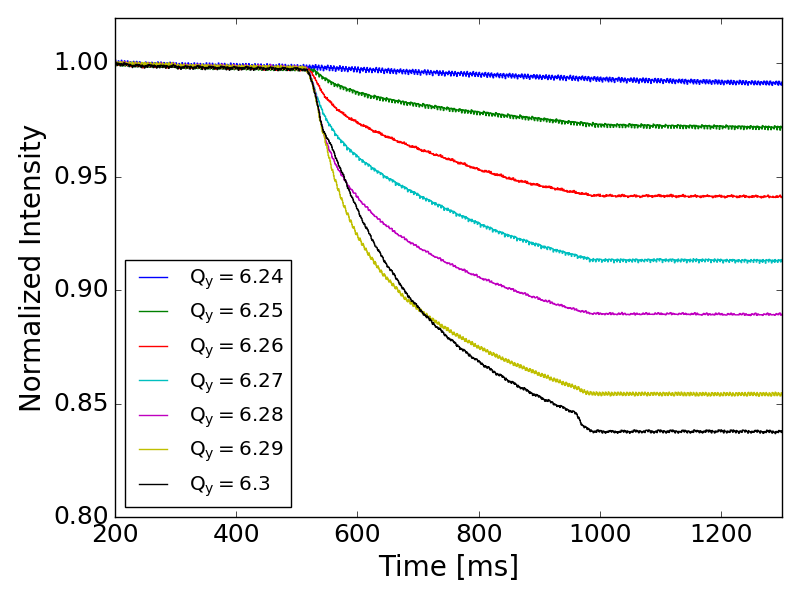 1.00
0.95
0.90
0.85
0.80
Normalized Intensity
Qy = 6.24
Qy = 6.25
Qy = 6.26
Qy = 6.27
Qy = 6.28
Qy = 6.29
Qy = 6.3
200 400 600 800 1000 1200
Time [ms]